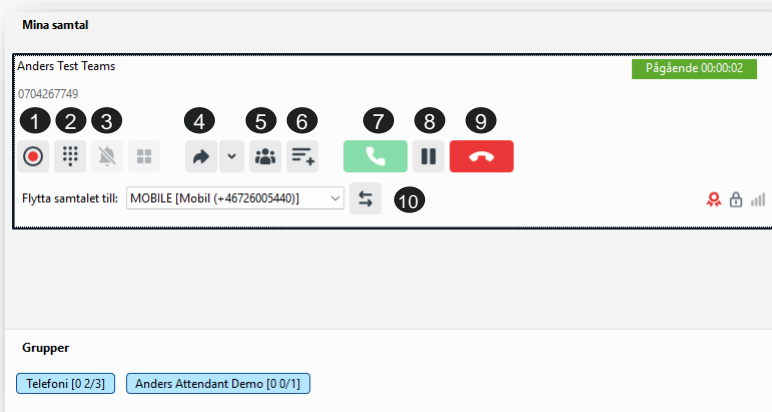 Mina samtal
Anders Test Teams
Pågående 00:00:02
0704267749
1 2 3 4 5 6 7 8 9
Flytta samtalet till: MOBILE [Mobil (+46726005440)] 10
Grupper
Telefoni [0 2/3] Anders Attendant Demo [0 0/1]